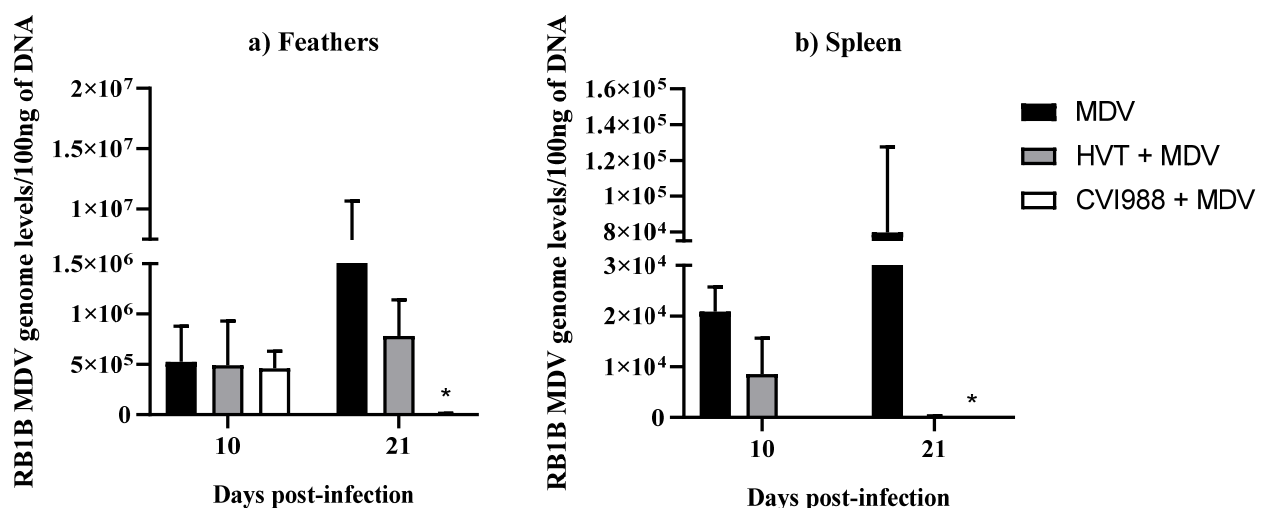 a) Feathers
RB1B MDV genome levels/100ng of DNA
2×10⁷
1.5×10⁷
1×10⁷
1.5×10⁶
1×10⁶
5×10⁵
0
*
10
21
Days post-infection
b) Spleen
RB1B MDV genome levels/100ng of DNA
1.6×10⁵
1.4×10⁵
1.2×10⁵
1×10⁵
8×10⁴
3×10⁴
2×10⁴
1×10⁴
0
*
10
21
Days post-infection
MDV
HVT + MDV
CVI988 + MDV